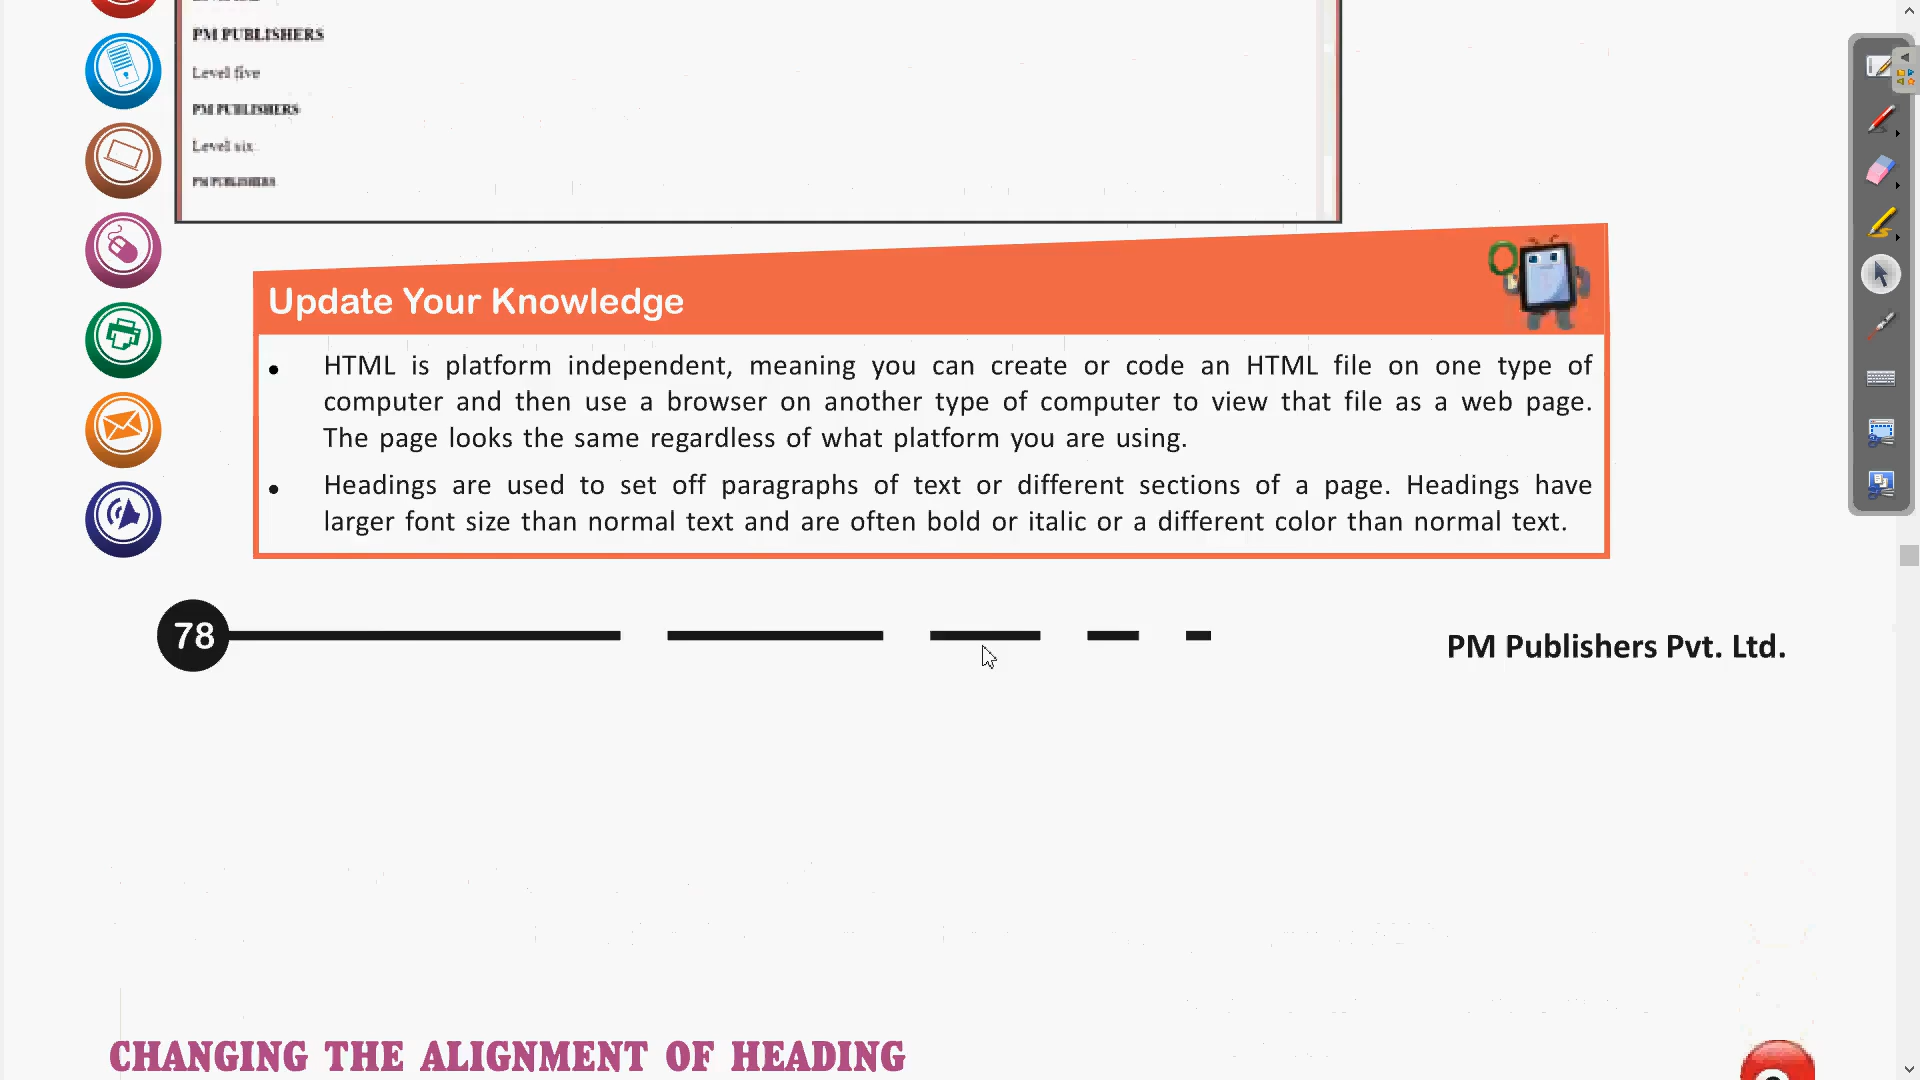 PM PUBLISHERS
Level five
PM PUBLISHERS
Level six
PM PUBLISHERS
Update Your Knowledge
• HTML is platform independent, meaning you can create or code an HTML file on one type of
computer and then use a browser on another type of computer to view that file as a web page.
The page looks the same regardless of what platform you are using.
• Headings are used to set off paragraphs of text or different sections of a page. Headings have
larger font size than normal text and are often bold or italic or a different color than normal text.
78
PM Publishers Pvt. Ltd.
CHANGING THE ALIGNMENT OF HEADING